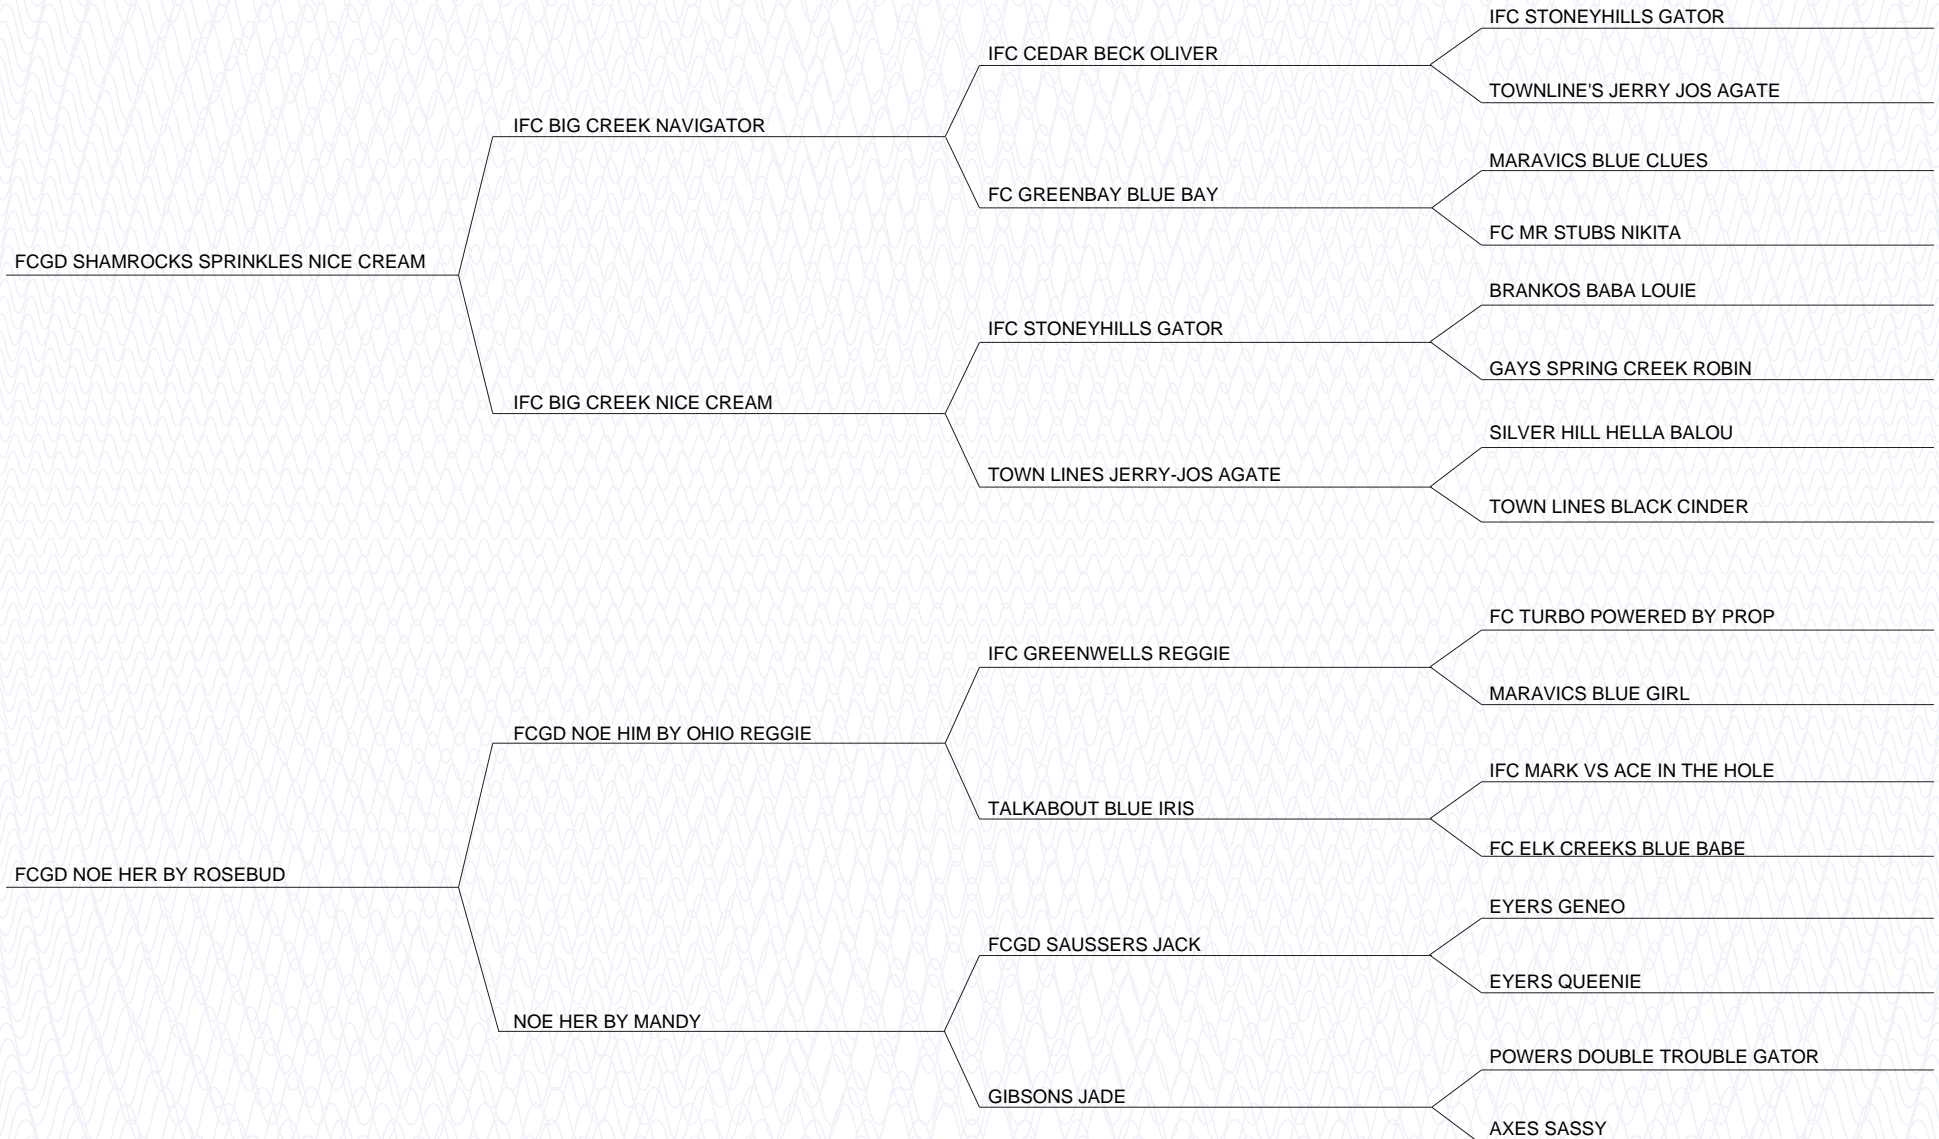 IFC STONEYHILLS GATOR
IFC CEDAR BECK OLIVER
TOWNLINE'S JERRY JOS AGATE
IFC BIG CREEK NAVIGATOR
MARAVICS BLUE CLUES
FC GREENBAY BLUE BAY
FC MR STUBS NIKITA
FCGD SHAMROCKS SPRINKLES NICE CREAM
BRANKOS BABA LOUIE
IFC STONEYHILLS GATOR
GAYS SPRING CREEK ROBIN
IFC BIG CREEK NICE CREAM
SILVER HILL HELLA BALOU
TOWN LINES JERRY-JOS AGATE
TOWN LINES BLACK CINDER
FC TURBO POWERED BY PROP
IFC GREENWELLS REGGIE
MARAVICS BLUE GIRL
FCGD NOE HIM BY OHIO REGGIE
IFC MARK VS ACE IN THE HOLE
TALKABOUT BLUE IRIS
FC ELK CREEKS BLUE BABE
FCGD NOE HER BY ROSEBUD
EYERS GENEO
FCGD SAUSSERS JACK
EYERS QUEENIE
NOE HER BY MANDY
POWERS DOUBLE TROUBLE GATOR
GIBSONS JADE
AXES SASSY